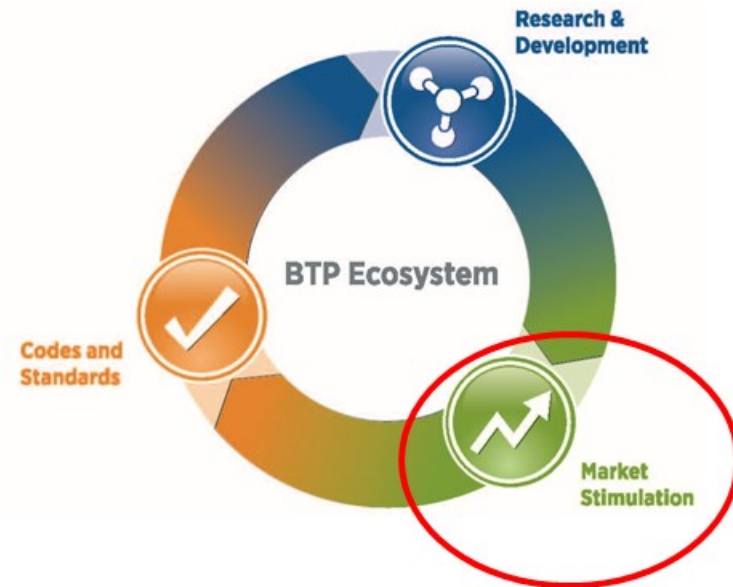 Research &
Development
BTP Ecosystem
Codes and
Standards
Market
Stimulation